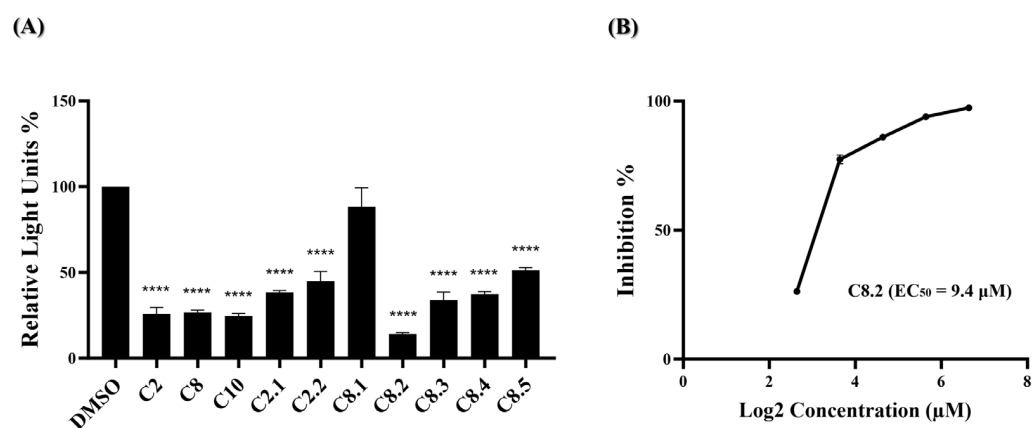 (A)
(B)
Relative Light Units %
150
100
50
0
****
****
****
****
****
****
****
****
****
DMSO
C2
C8
C10
C2.1
C2.2
C8.1
C8.2
C8.3
C8.4
C8.5
Inhibition %
100
50
0
C8.2 (EC₅₀ = 9.4 μM)
0
2
4
6
8
Log2 Concentration (μM)